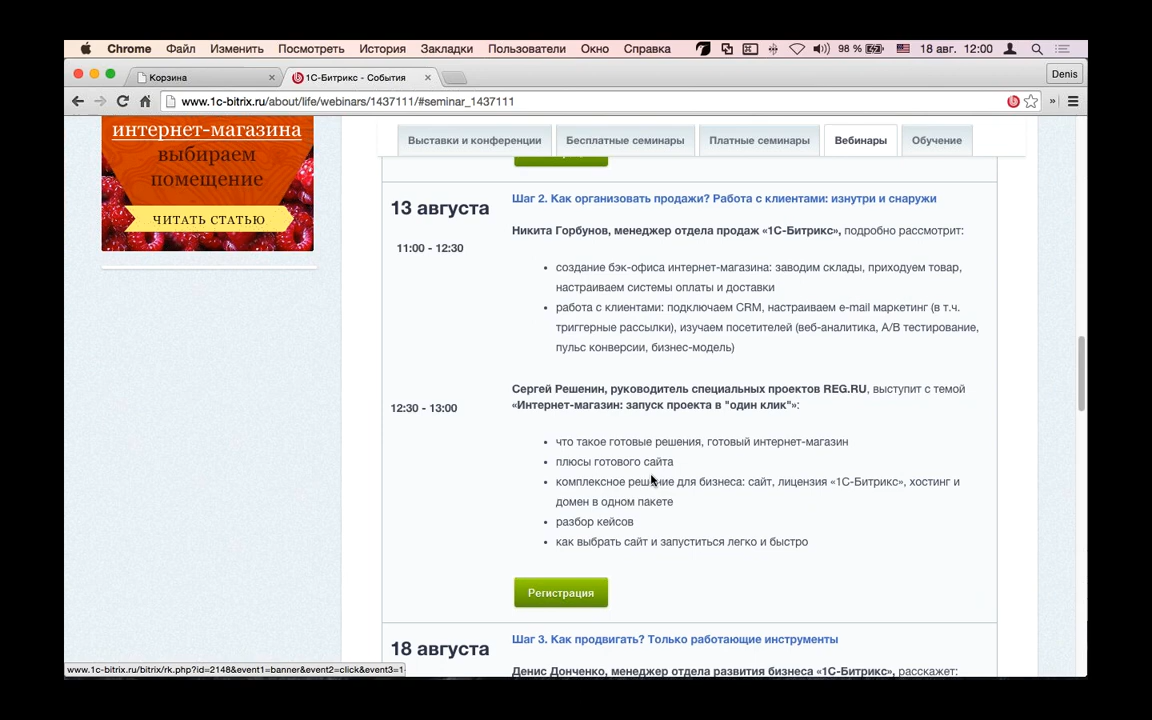 Chrome Файл Изменить Посмотреть История Закладки Пользователи Окно Справка 98 % 18 авг. 12:00
Корзина
1С-Битрикс - События
Denis
www.1c-bitrix.ru/about/life/webinars/1437111/#seminar_1437111
интернет-магазина
выбираем
помещение
ЧИТАТЬ СТАТЬЮ
Выставки и конференции
Бесплатные семинары
Платные семинары
Вебинары
Обучение
13 августа
Шаг 2. Как организовать продажи? Работа с клиентами: изнутри и снаружи
Никита Горбунов, менеджер отдела продаж «1С-Битрикс», подробно рассмотрит:
11:00 - 12:30
• создание бэк-офиса интернет-магазина: заводим склады, приходуем товар,
настраиваем системы оплаты и доставки
• работа с клиентами: подключаем CRM, настраиваем e-mail маркетинг (в т.ч.
триггерные рассылки), изучаем посетителей (веб-аналитика, А/В тестирование,
пульс конверсии, бизнес-модель)
Сергей Решенин, руководитель специальных проектов REG.RU, выступит с темой
«Интернет-магазин: запуск проекта в "один клик"»:
12:30 - 13:00
• что такое готовые решения, готовый интернет-магазин
• плюсы готового сайта
• комплексное решение для бизнеса: сайт, лицензия «1С-Битрикс», хостинг и
домен в одном пакете
• разбор кейсов
• как выбрать сайт и запуститься легко и быстро
Регистрация
18 августа
Шаг 3. Как продвигать? Только работающие инструменты
Денис Донченко, менеджер отдела развития бизнеса «1С-Битрикс», расскажет:
www.1c-bitrix.ru/bitrix/rk.php?id=2148&event1=banner&event2=click&event3=1